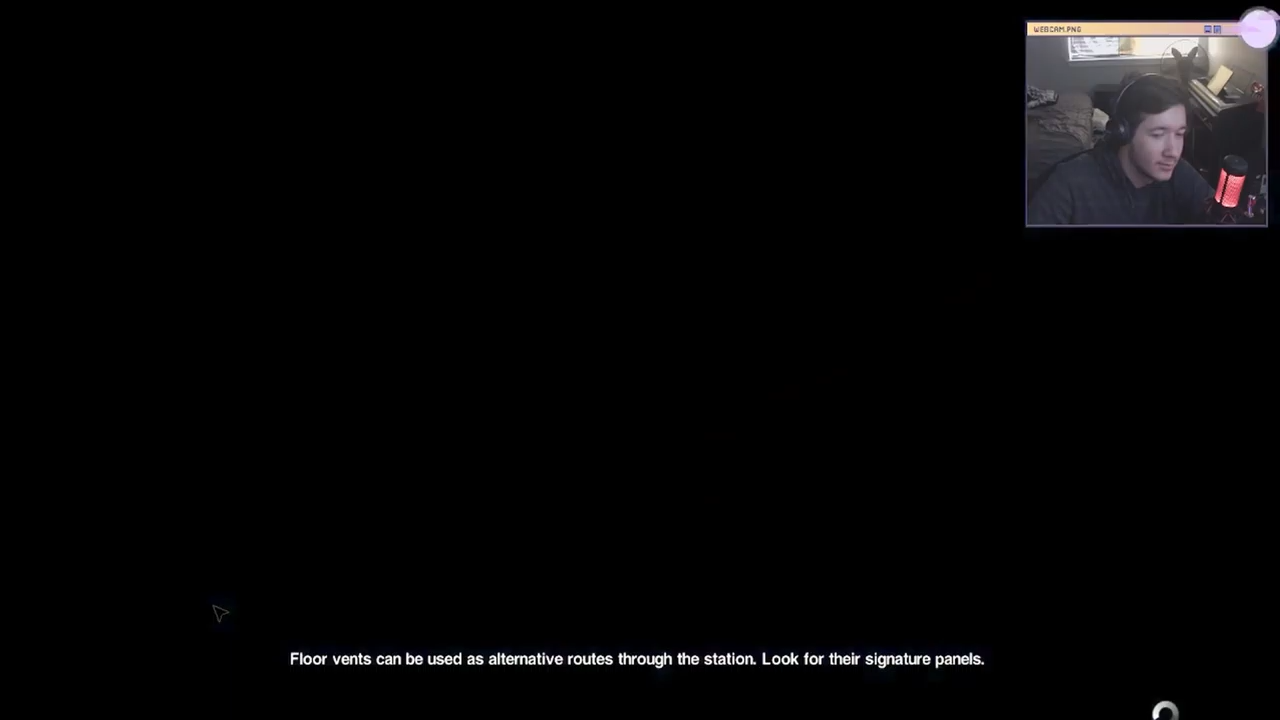 WEBCAM.PNG
Floor vents can be used as alternative routes through the station. Look for their signature panels.